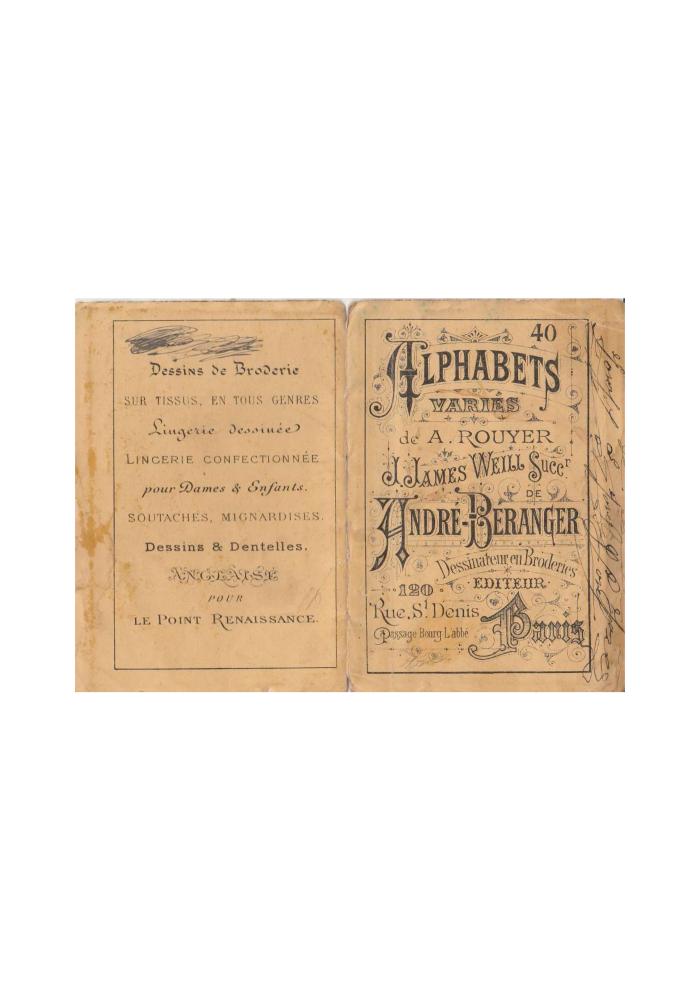 Dessins de Broderie
SUR TISSUS, EN TOUS GENRES
Lingerie dessinée
LINGERIE CONFECTIONNÉE
pour Dames & Enfants.
SOUTACHES, MIGNARDISES.
Dessins & Dentelles,
ANGLAISE
POUR
LE POINT RENAISSANCE.
40
ALPHABETS
VARIÉS
de A. ROUYER
J. JAMES WEILL Succr
DE
ANDRÉ-BÉRANGER
Dessinateur en Broderies
EDITEUR
120
Rue, St Denis
Passage Bourg-L'abbé
Paris